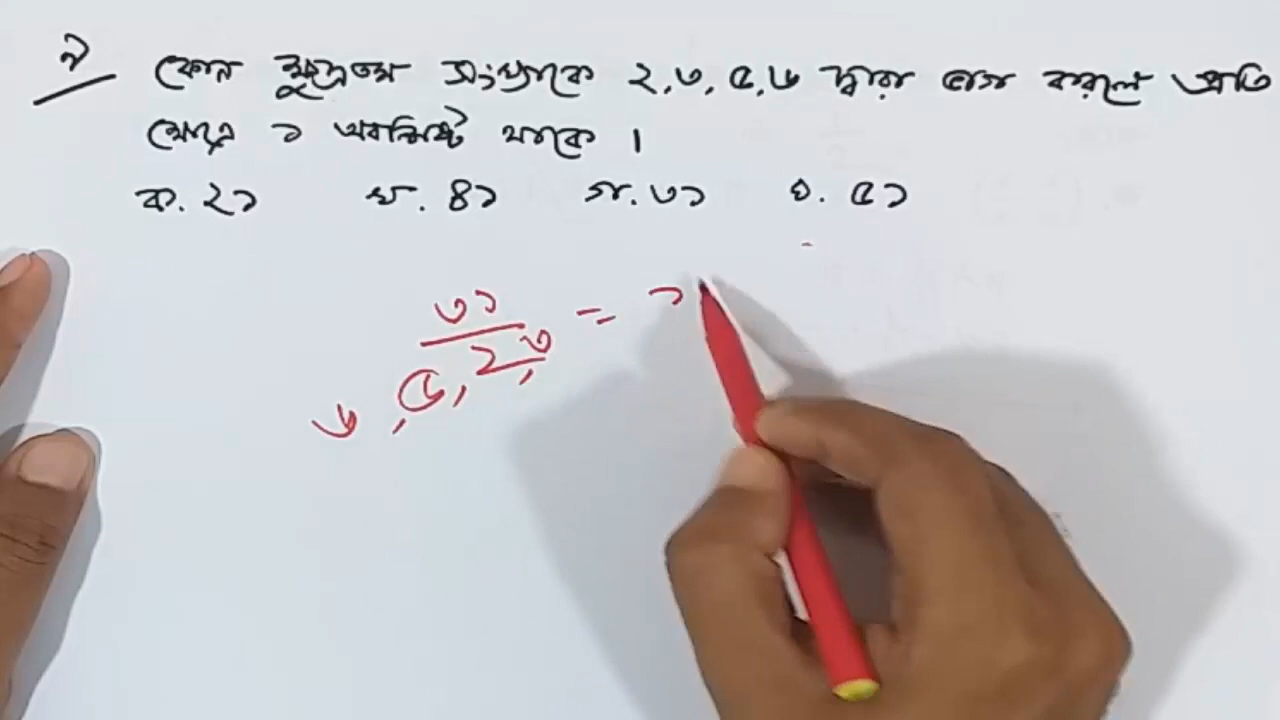 কোন ক্ষুদ্রতম সংখ্যাকে ২,৩,৫,৬ দ্বারা ভাগ করলে প্রতি
ক্ষেত্রে ১ অবশিষ্ট থাকে ।
ক. ২১ খ. ৪১ গ. ৩১ ঘ. ৫১
৩১ = ১
৬ ,৫, ২, ৩